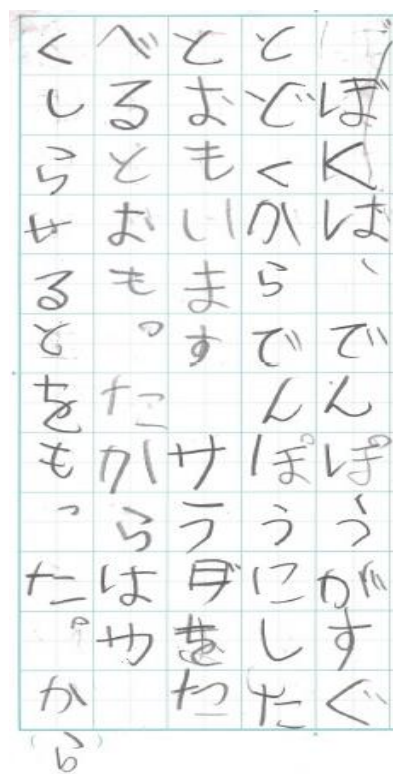 ぼくは、でんぽうがすぐ
とどくからでんぽうにした
とおもいます　サラダをた
べるとおもったからはや
くしらせるとをもった。か
(ら)